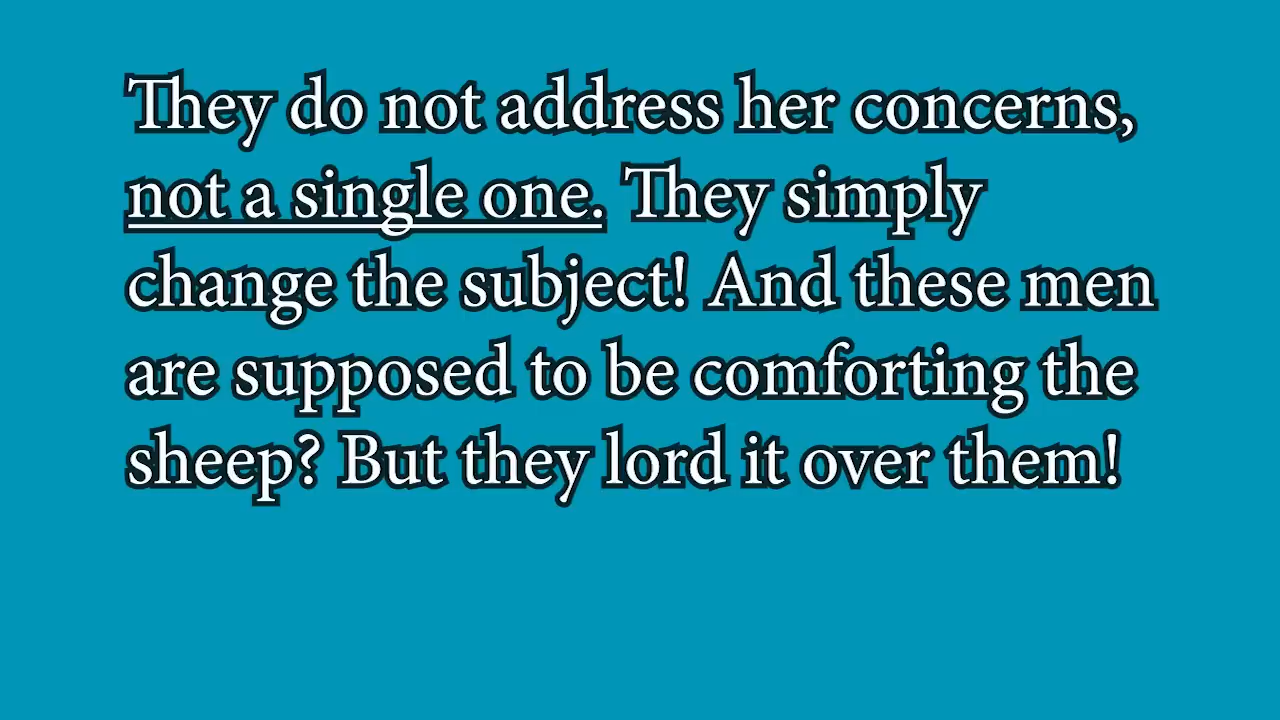 They do not address her concerns,
not a single one. They simply
change the subject! And these men
are supposed to be comforting the
sheep? But they lord it over them!